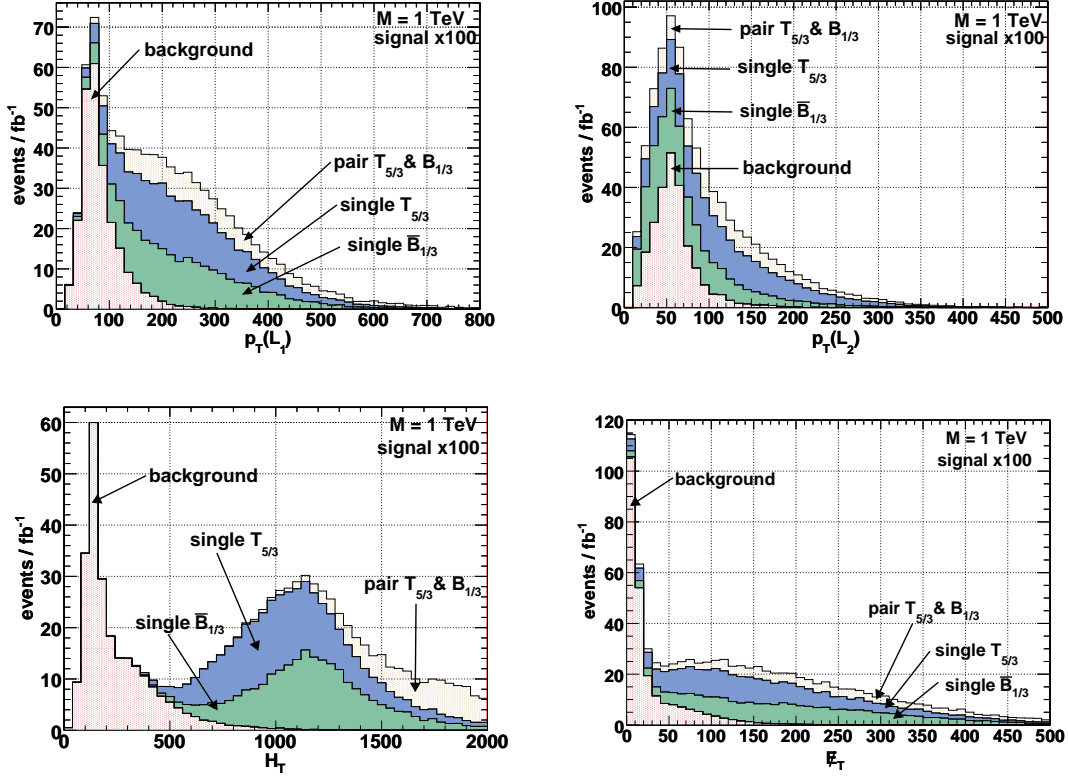 M = 1 TeV
signal x100
background
pair T5/3 & B1/3
single T5/3
single B̅1/3
events / fb-1
70
60
50
40
30
20
10
0
0 100 200 300 400 500 600 700 800
pT(L1)
M = 1 TeV
signal x100
pair T5/3 & B1/3
single T5/3
single B̅1/3
background
events / fb-1
100
80
60
40
20
0
0 50 100 150 200 250 300 350 400 450 500
pT(L2)
M = 1 TeV
signal x100
background
single T5/3
pair T5/3 & B1/3
single B̅1/3
events / fb-1
60
50
40
30
20
10
0
0 500 1000 1500 2000
HT
M = 1 TeV
signal x100
background
pair T5/3 & B1/3
single T5/3
single B̅1/3
events / fb-1
120
100
80
60
40
20
0
0 50 100 150 200 250 300 350 400 450 500
E̸T